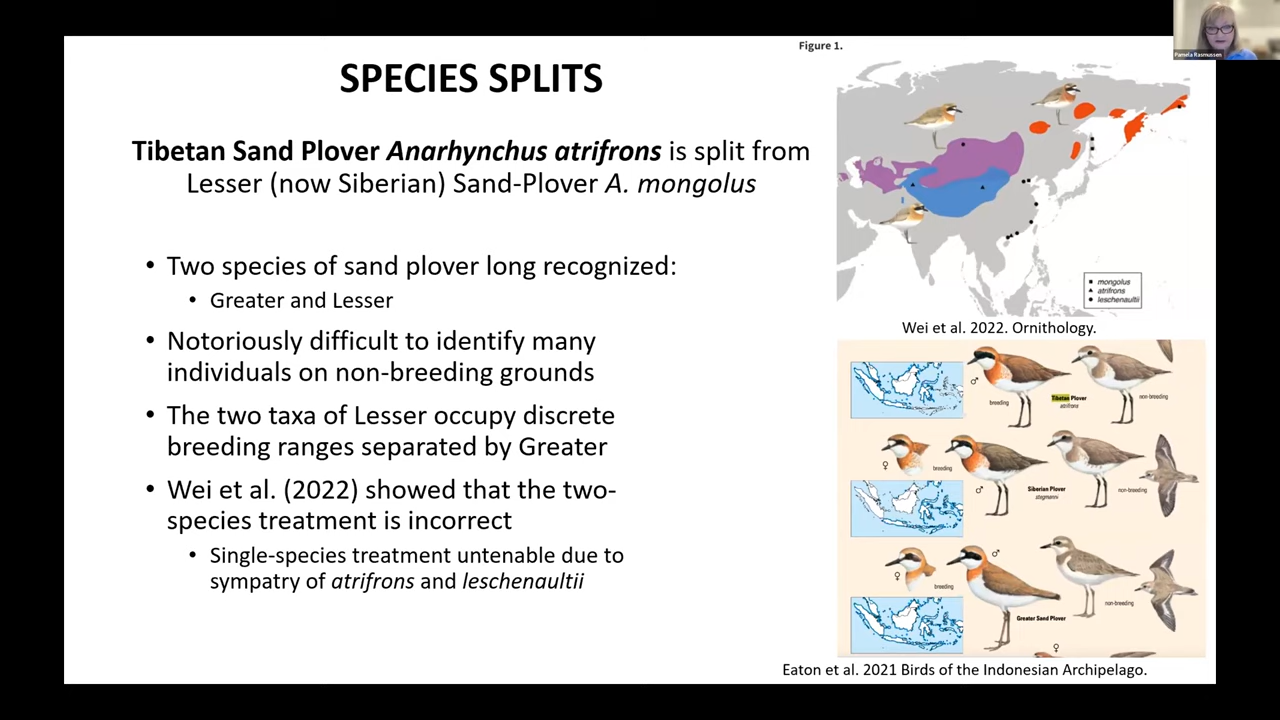 Figure 1.
Pamela Rasmussen
SPECIES SPLITS
Tibetan Sand Plover Anarhynchus atrifrons is split from
Lesser (now Siberian) Sand-Plover A. mongolus
• Two species of sand plover long recognized:
• Greater and Lesser
• Notoriously difficult to identify many
individuals on non-breeding grounds
• The two taxa of Lesser occupy discrete
breeding ranges separated by Greater
• Wei et al. (2022) showed that the two-
species treatment is incorrect
• Single-species treatment untenable due to
sympatry of atrifrons and leschenaultii
mongolus
atrifrons
leschenaultii
Wei et al. 2022. Ornithology.
♂
breeding
Tibetan Plover
atrifrons
non-breeding
♀
breeding
♂
Siberian Plover
stegmanni
non-breeding
♀
♂
breeding
non-breeding
Greater Sand Plover
♀
Eaton et al. 2021 Birds of the Indonesian Archipelago.